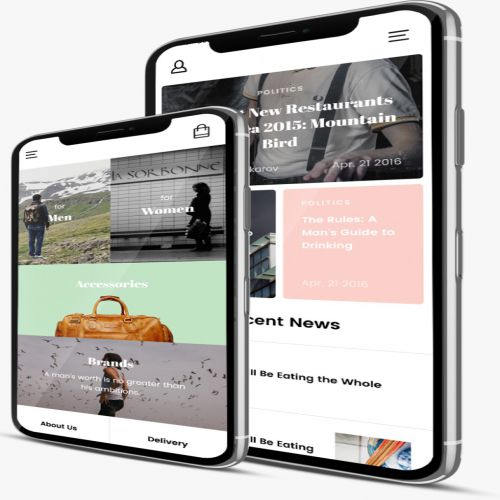 for
Men
LA SORBONNE
for
Women
Accessories
Brands
A man's worth is no greater than
his ambitions.
About Us
Delivery
POLITICS
New Restaurants
2015: Mountain
Bird
Apr. 21 2016
POLITICS
The Rules: A
Man's Guide to
Drinking
Apr. 21 2016
cent News
ll Be Eating the Whole
ll Be Eating